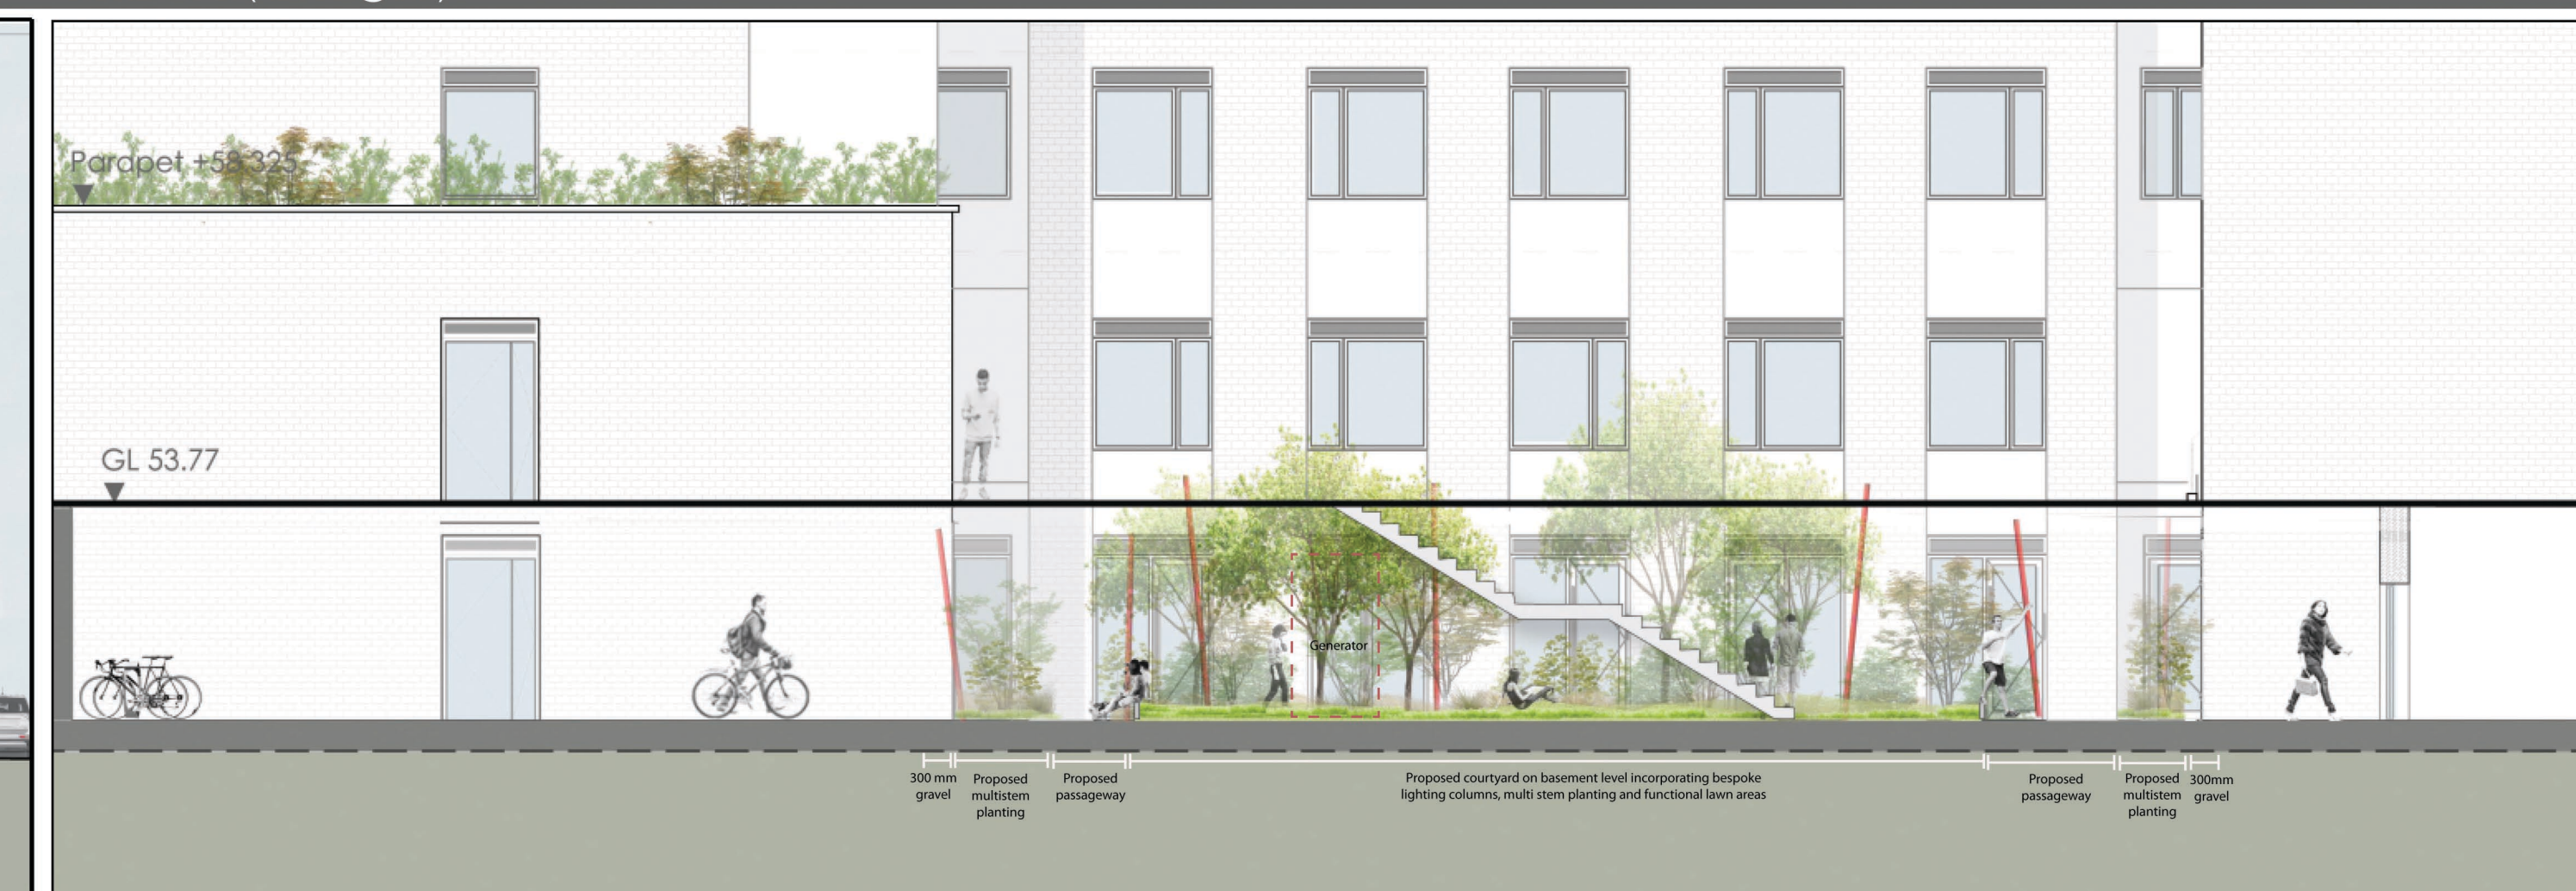 Parapet +58.325
GL 53.77
Generator
300 mm
gravel
Proposed
multistem
planting
Proposed
passageway
Proposed courtyard on basement level incorporating bespoke
lighting columns, multi stem planting and functional lawn areas
Proposed
passageway
Proposed
multistem
planting
300mm
gravel